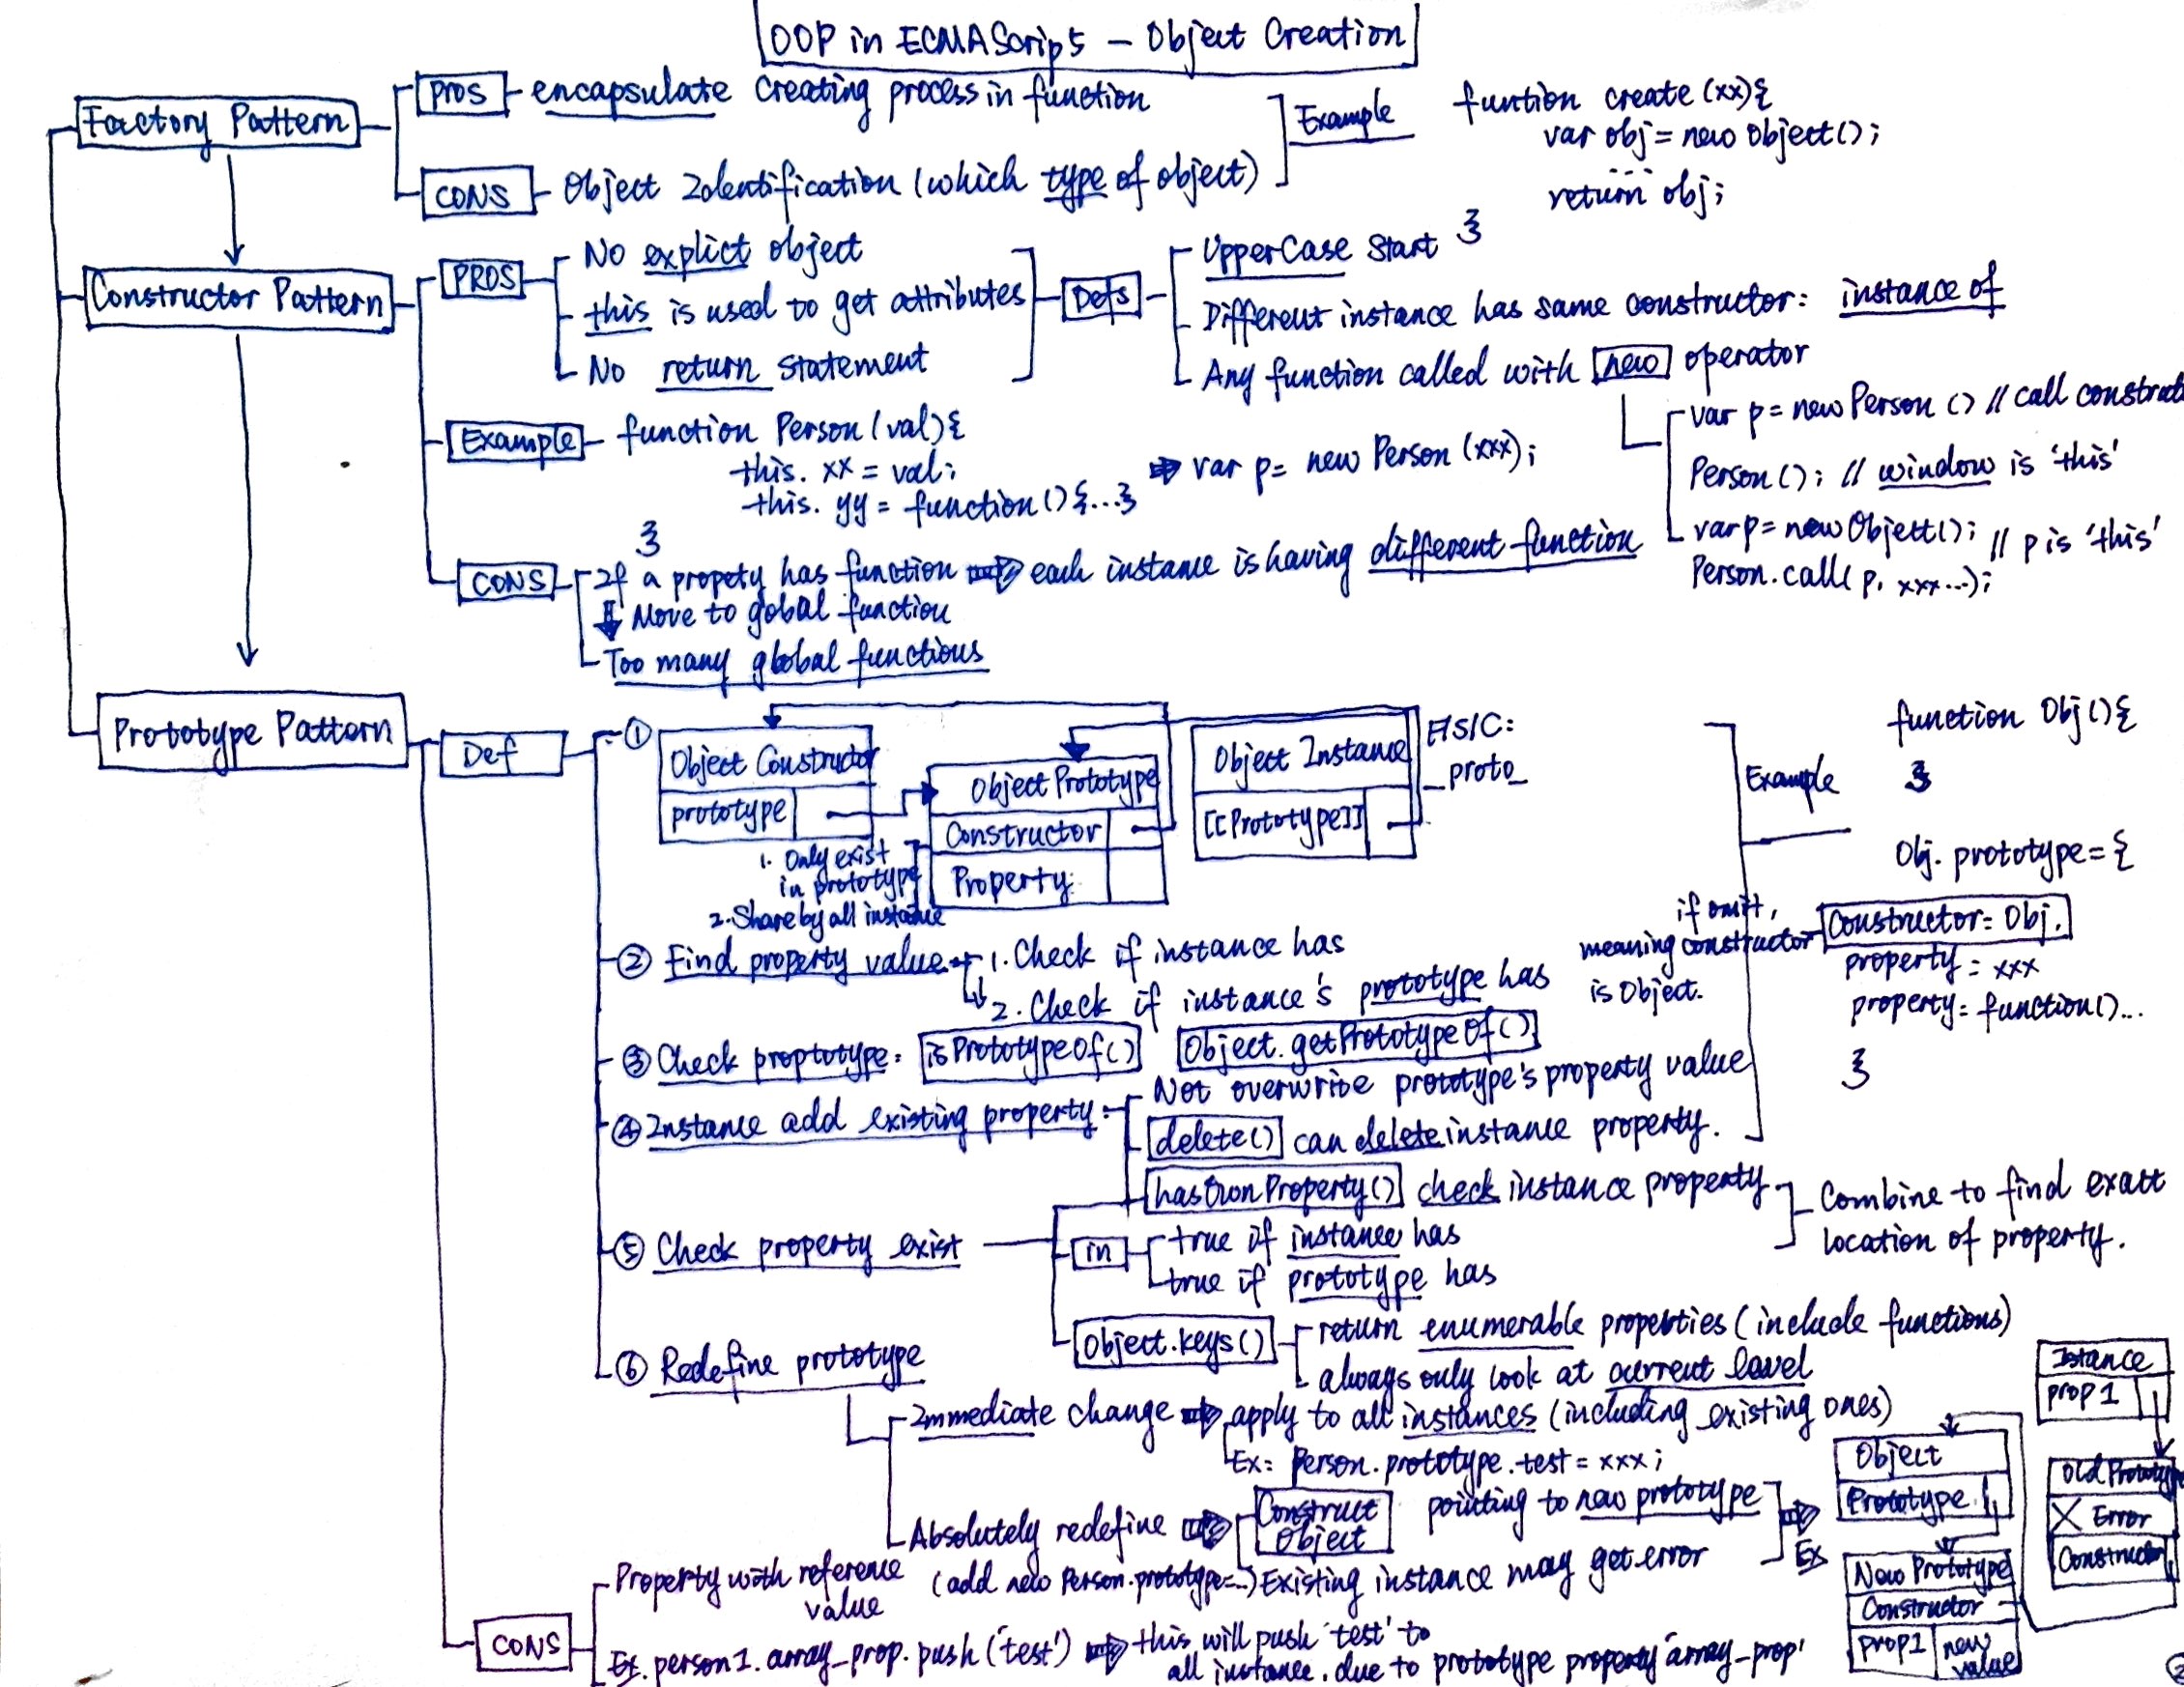 OOP in ECMAScrip5 – Object Creation
Factory Pattern
pros
encapsulate creating process in function
CONS
Object Identification (which type of object)
Example
funtion create (xx){
var obj = new Object();
...
return obj;
}
Constructor Pattern
PROS
No explict object
this is used to get attributes
No return statement
Defs
UpperCase Start
Different instance has same constructor: instance of
Any function called with new operator
var p = new Person () // call construct
Person(); // window is 'this'
var p = new Object(); // p is 'this'
Person.call( p, xxx...);
Example
function Person (val){
this. xx = val;
this. yy = function(){...}
}
⇒ var p = new Person (xxx);
CONS
If a propety has function ⇒ each instance is having different function
⇓ Move to gobal function
Too many global functions
Prototype Pattern
Def
①
Object Constructor
prototype
Object Prototype
Constructor
Property
1. Only exist
in prototype
2. Share by all instance
Object Instance
[[Prototype]]
F/S/C:
_proto_
Example
function Obj(){
}
Obj. prototype = {
Constructor = Obj.
property = xxx
property = function()...
}
if omit,
meaning constructor
is Object.
② Find property value
1. Check if instance has
2. Check if instance's prototype has
③ Check proptotype: isPrototypeOf() Object.getPrototypeOf()
④ Instance add existing property:
Not overwrite prototype's property value
delete() can delete instance property.
hasOwnProperty() check instance property
⑤ Check property exist
in
true if instance has
true if prototype has
Combine to find exact
location of property.
Object.keys()
return enumerable properties (include functions)
always only look at current level
⑥ Redefine prototype
Immediate change ⇒ apply to all instances (including existing ones)
Ex: Person.prototype.test = xxx;
Absolutely redefine ⇒
Construct
Object
pointing to new prototype
(add new Person.prototype=...) Existing instance may get error
⇒
Ex
Istance
prop1
Object
Prototype
Old Prototype
X Error
Constructor
New Prototype
Constructor
prop1
new
value
CONS
Property with reference
value
Ex. person1.array_prop.push('test') ⇒ this will push 'test' to
all instance, due to prototype property 'array_prop'